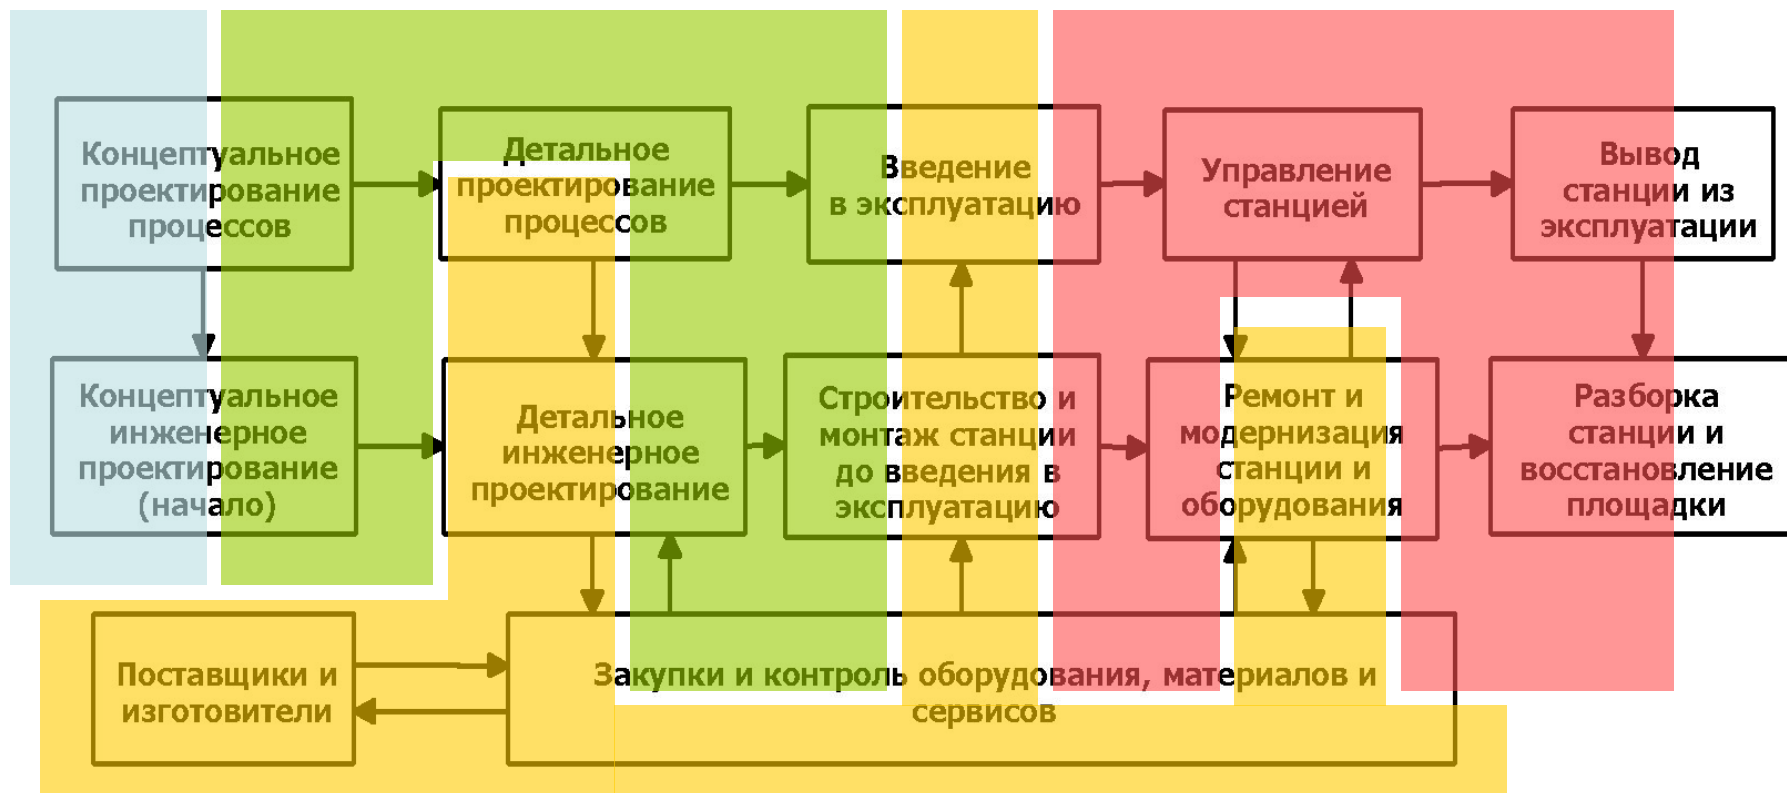 Концептуальное
проектирование
процессов
Детальное
проектирование
процессов
Введение
в эксплуатацию
Управление
станцией
Вывод
станции из
эксплуатации
Концептуальное
инженерное
проектирование
(начало)
Детальное
инженерное
проектирование
Строительство и
монтаж станции
до введения в
эксплуатацию
Ремонт и
модернизация
станции и
оборудования
Разборка
станции и
восстановление
площадки
Поставщики и
изготовители
Закупки и контроль оборудования, материалов и
сервисов